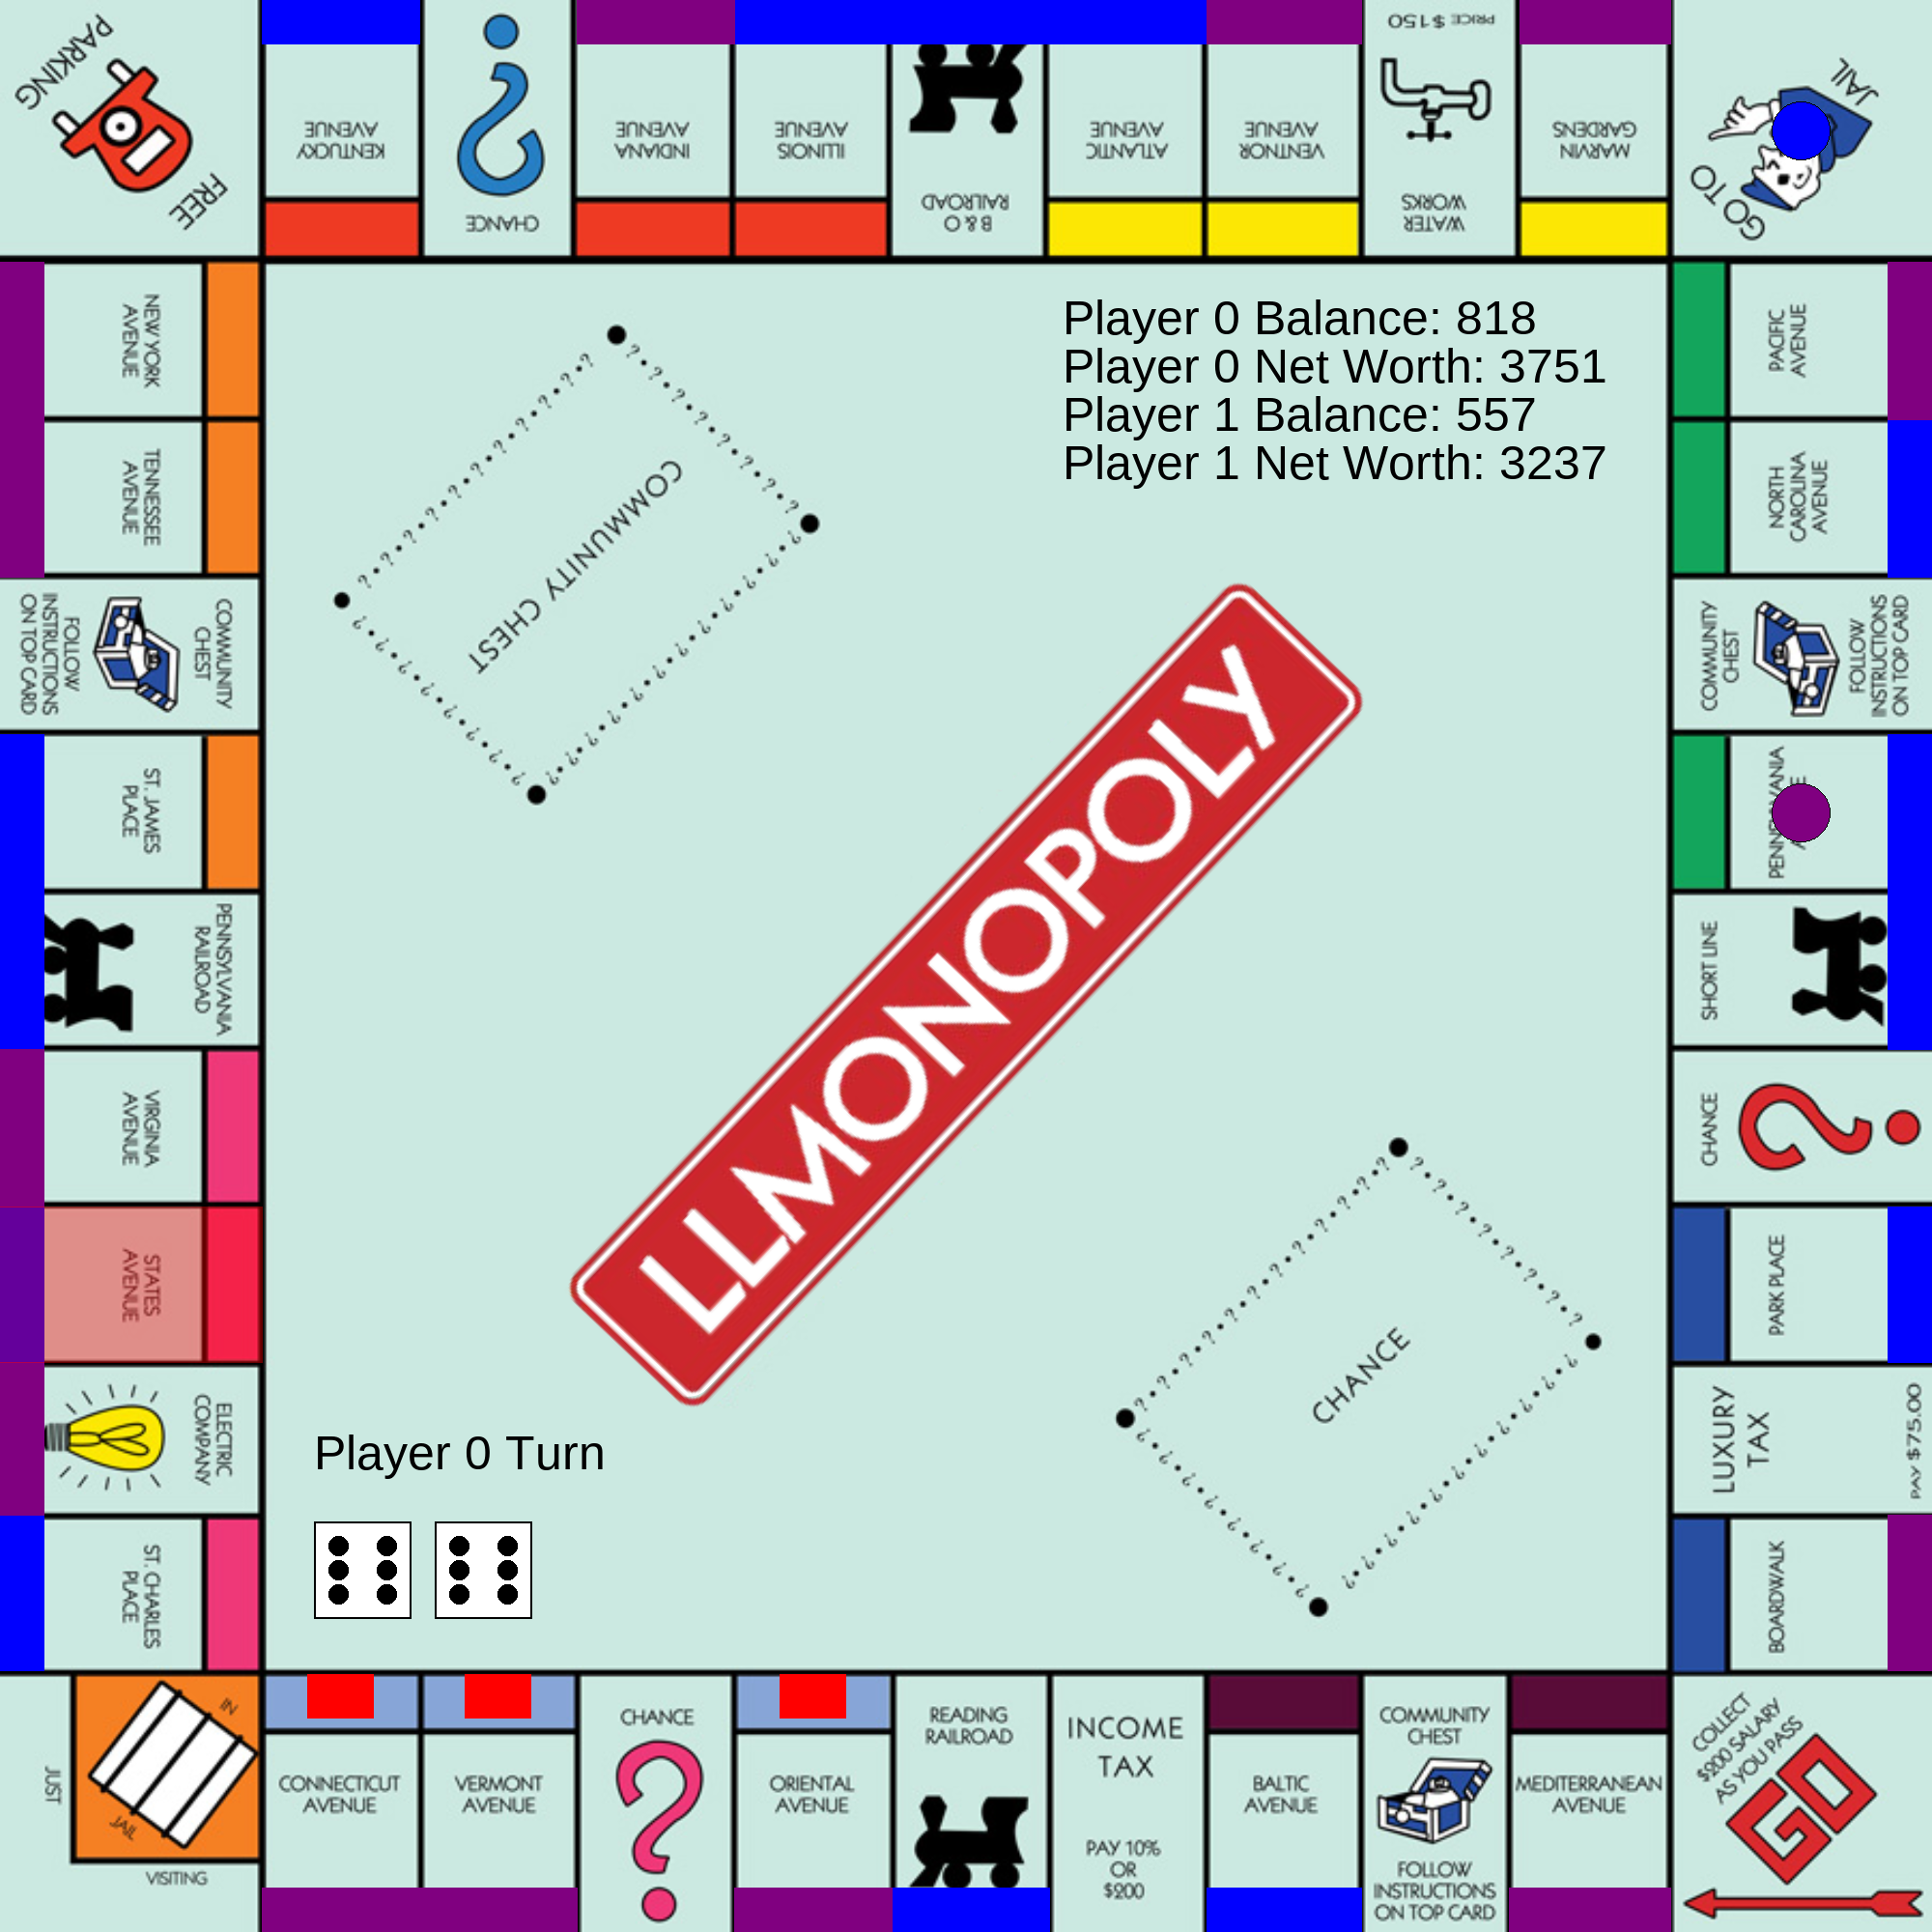 PARKING
FREE
KENTUCKY
AVENUE
CHANCE
INDIANA
AVENUE
ILLINOIS
AVENUE
B & O
RAILROAD
ATLANTIC
AVENUE
VENTNOR
AVENUE
PRICE $150
WATER
WORKS
MARVIN
GARDENS
GO TO
JAIL
NEW YORK
AVENUE
TENNESSEE
AVENUE
COMMUNITY
CHEST
FOLLOW
INSTRUCTIONS
ON TOP CARD
ST. JAMES
PLACE
PENNSYLVANIA
RAILROAD
VIRGINIA
AVENUE
STATES
AVENUE
ELECTRIC
COMPANY
ST. CHARLES
PLACE
Player 0 Balance: 818
Player 0 Net Worth: 3751
Player 1 Balance: 557
Player 1 Net Worth: 3237
COMMUNITY CHEST
LLMONOPOLY
CHANCE
Player 0 Turn
PACIFIC
AVENUE
NORTH
CAROLINA
AVENUE
COMMUNITY
CHEST
FOLLOW
INSTRUCTIONS
ON TOP CARD
SHORT LINE
CHANCE
PARK PLACE
LUXURY
TAX
PAY $75.00
BOARDWALK
JUST
VISITING
IN
JAIL
CONNECTICUT
AVENUE
VERMONT
AVENUE
CHANCE
ORIENTAL
AVENUE
READING
RAILROAD
INCOME
TAX
PAY 10%
OR
$200
BALTIC
AVENUE
COMMUNITY
CHEST
FOLLOW
INSTRUCTIONS
ON TOP CARD
MEDITERRANEAN
AVENUE
COLLECT
$200 SALARY
AS YOU PASS
GO